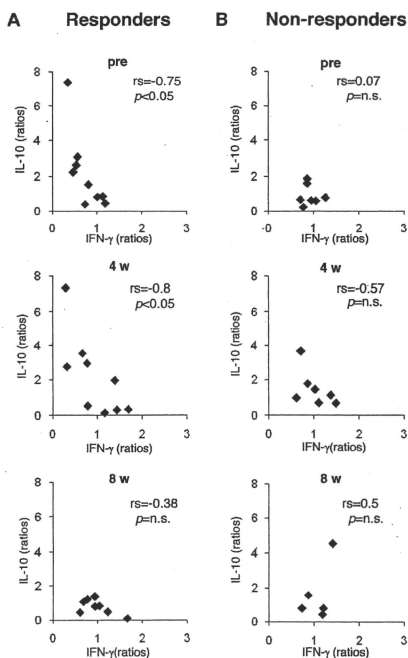 A Responders B Non-responders
pre
rs=-0.75
p<0.05
IL-10 (ratios)
8
6
4
2
0
0 1 2 3
IFN-γ (ratios)
pre
rs=0.07
p=n.s.
IL-10 (ratios)
8
6
4
2
0
-0 1 2 3
IFN-γ (ratios)
4 w
rs=-0.8
p<0.05
IL-10 (ratios)
8
6
4
2
0
0 1 2 3
IFN-γ(ratios)
4 w
rs=-0.57
p=n.s.
IL-10 (ratios)
8
6
4
2
0
0 1 2 3
IFN-γ(ratios)
8 w
rs=-0.38
p=n.s.
IL-10 (ratios)
8
6
4
2
0
0 1 2 3
IFN-γ(ratios)
8 w
rs=0.5
p=n.s.
IL-10 (ratios)
8
6
4
2
0
0 1 2 3
IFN-γ (ratios)